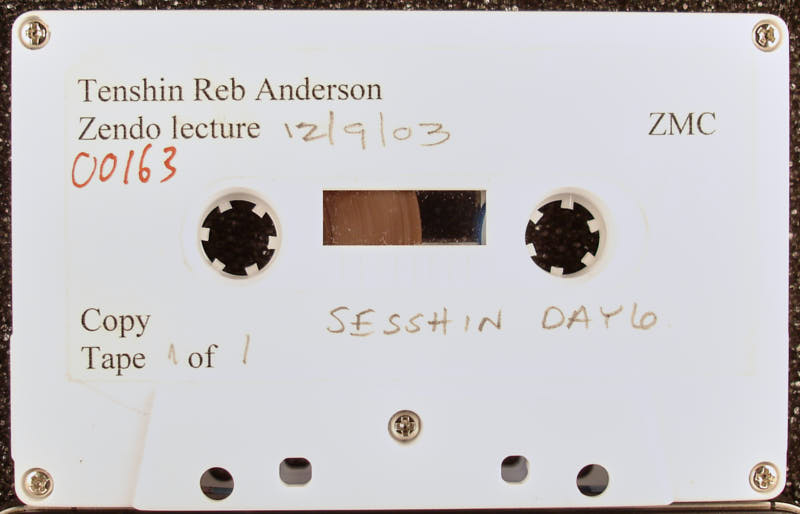 Tenshin Reb Anderson
Zendo lecture 12/9/03 ZMC
00163
Copy SESSHIN DAY 6
Tape 1 of 1